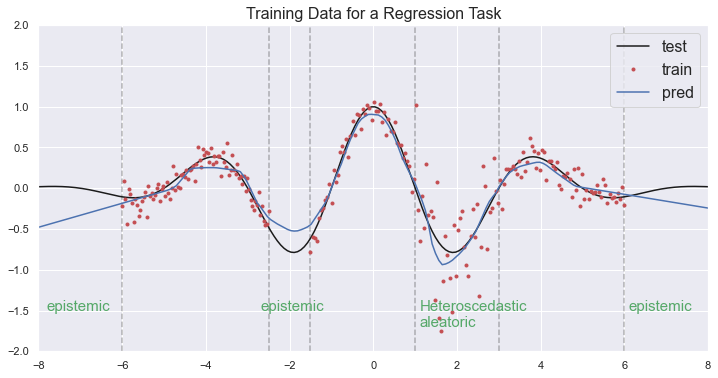 Training Data for a Regression Task
2.0
1.5
1.0
0.5
0.0
−0.5
−1.0
−1.5
−2.0
test
train
pred
epistemic
epistemic
Heteroscedastic
aleatoric
epistemic
−8
−6
−4
−2
0
2
4
6
8